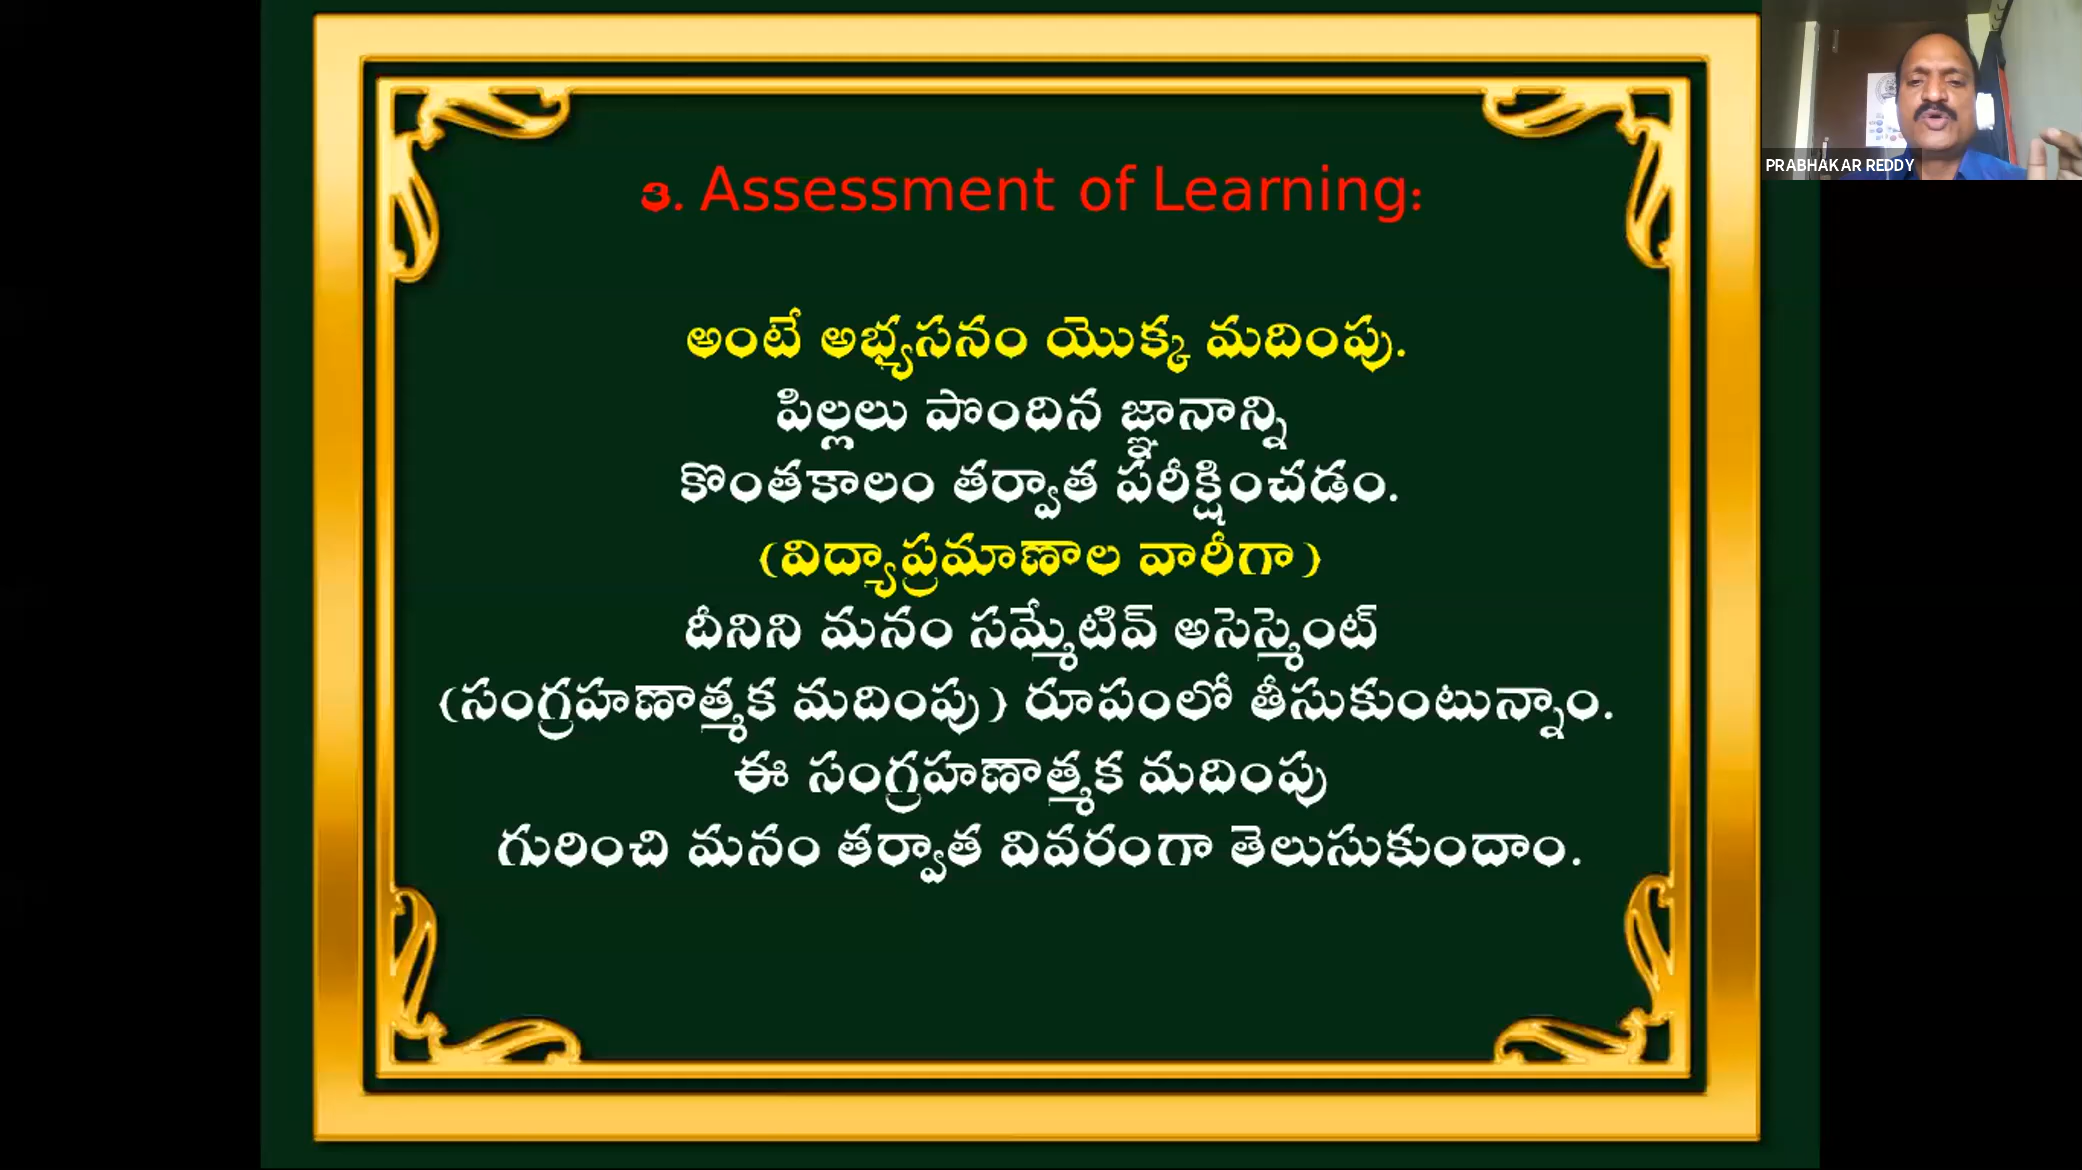 3. Assessment of Learning:
అంటే అభ్యసనం యొక్క మదింపు.
పిల్లలు పొందిన జ్ఞానాన్ని
కొంతకాలం తర్వాత పరీక్షించడం.
(విద్యాప్రమాణాల వారీగా)
దీనిని మనం సమ్మేటివ్ అసెస్మెంట్
(సంగ్రహణాత్మక మదింపు) రూపంలో తీసుకుంటున్నాం.
ఈ సంగ్రహణాత్మక మదింపు
గురించి మనం తర్వాత వివరంగా తెలుసుకుందాం.
PRABHAKAR REDDY